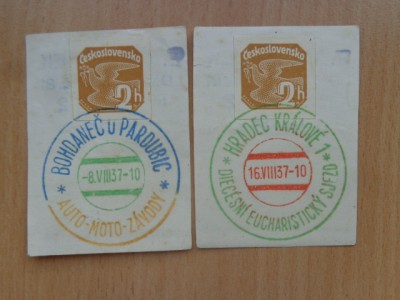 Československo
2h
BOHDANEČ U PARDUBIC
-8.VIII37-10
AUTO-MOTO-ZÁVODY
Československo
2h
HRADEC KRÁLOVÉ 1
16.VIII37-10
DIECÉSNÍ EUCHARISTICKÝ SJEZD